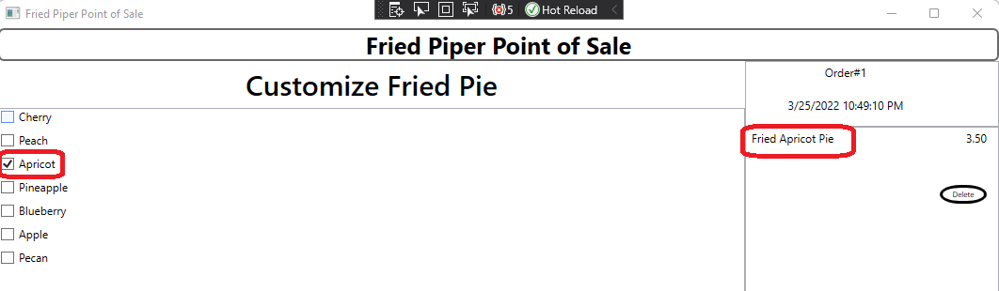 Fried Piper Point of Sale
5 Hot Reload
Fried Piper Point of Sale
Customize Fried Pie
Order#1
3/25/2022 10:49:10 PM
Cherry
Peach
Apricot
Pineapple
Blueberry
Apple
Pecan
Fried Apricot Pie 3.50
Delete